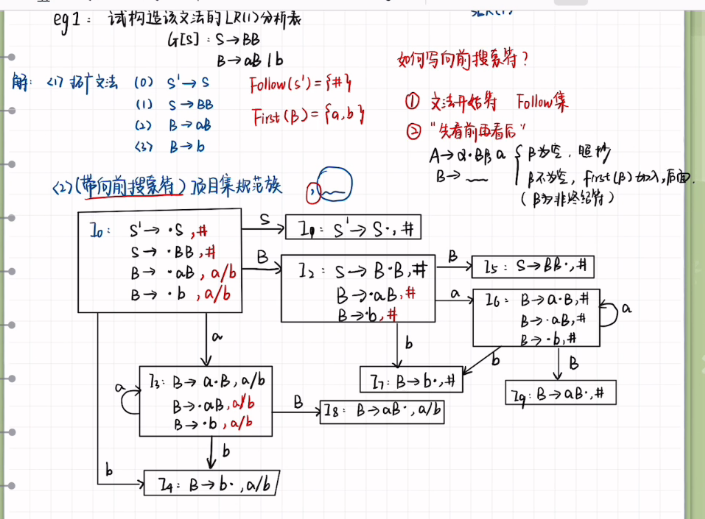 eg1: 试构造该文法的LR(1)分析表
G[S]: S→BB
B→aB|b
如何写向前搜索符?
解: <1> 拓广文法 (0) S'→S Follow(S')={#}
(1) S→BB First(B)={a,b}
(2) B→aB
(3) B→b
① 文法开始符 Follow集
② "先看前再看后"
A→α·Bβ a { β为空, 照抄
B→ __ β不为空, first(β)加入后面.
(β为非终结符)
<2> (带向前搜索符) 项目集规范族 , __
I0: S'→·S,#
S→·BB,#
B→·aB, a/b
B→·b, a/b
S
I1: S'→S·,#
B
I2: S→B·B,#
B→·aB,#
B→·b,#
B
I5: S→BB·,#
a
I6: B→a·B,#
B→·aB,#
B→·b,#
a
a
b
b
B
I7: B→b·,#
I9: B→aB·,#
a
I3: B→a·B, a/b
B→·aB, a/b
B→·b, a/b
B
I8: B→aB·, a/b
b
b
I4: B→b·, a/b